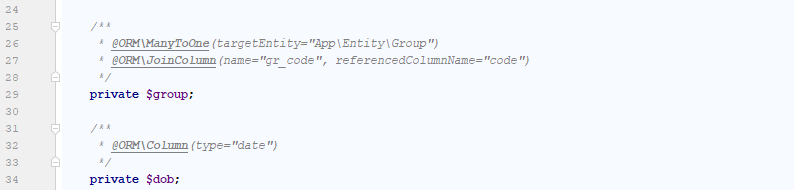 24
25 /**
26 * @ORM\ManyToOne(targetEntity="App\Entity\Group")
27 * @ORM\JoinColumn(name="gr_code", referencedColumnName="code")
28 */
29 private $group;
30
31 /**
32 * @ORM\Column(type="date")
33 */
34 private $dob;